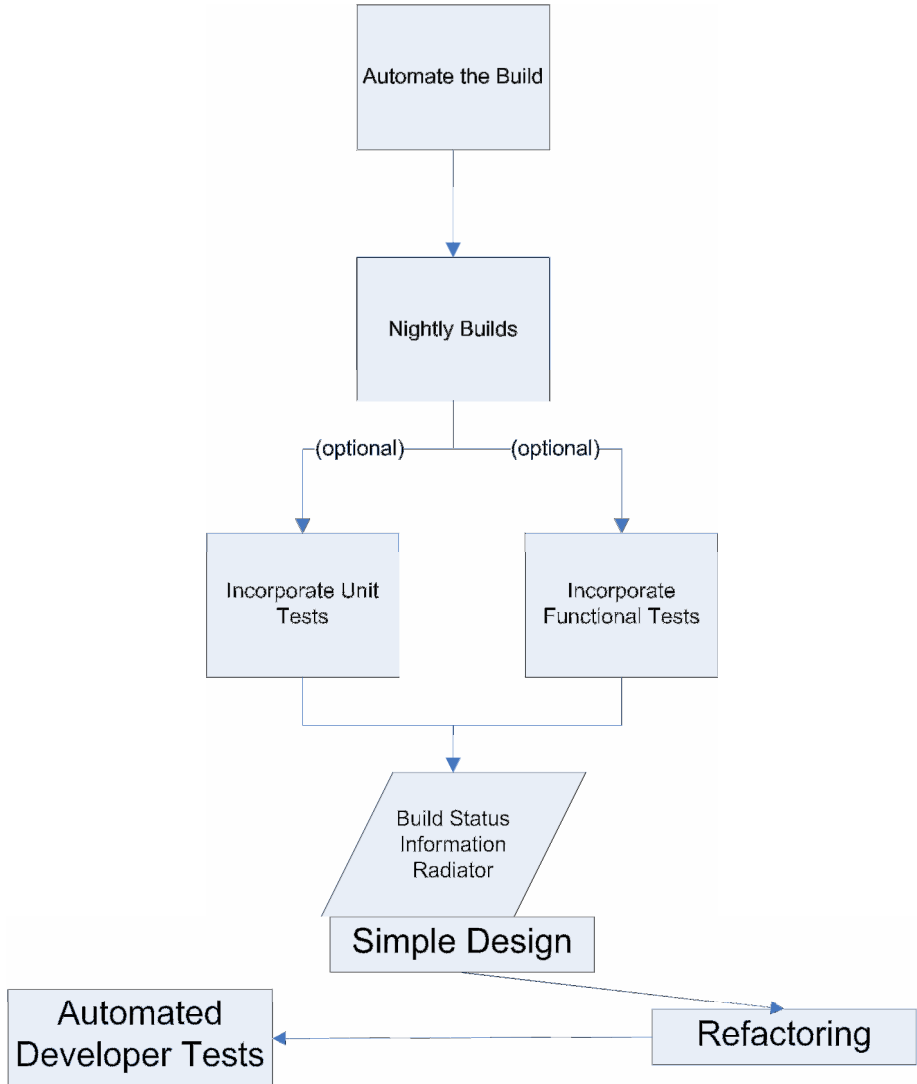 Automate the Build
Nightly Builds
(optional)
(optional)
Incorporate Unit
Tests
Incorporate
Functional Tests
Build Status
Information
Radiator
Simple Design
Automated
Developer Tests
Refactoring